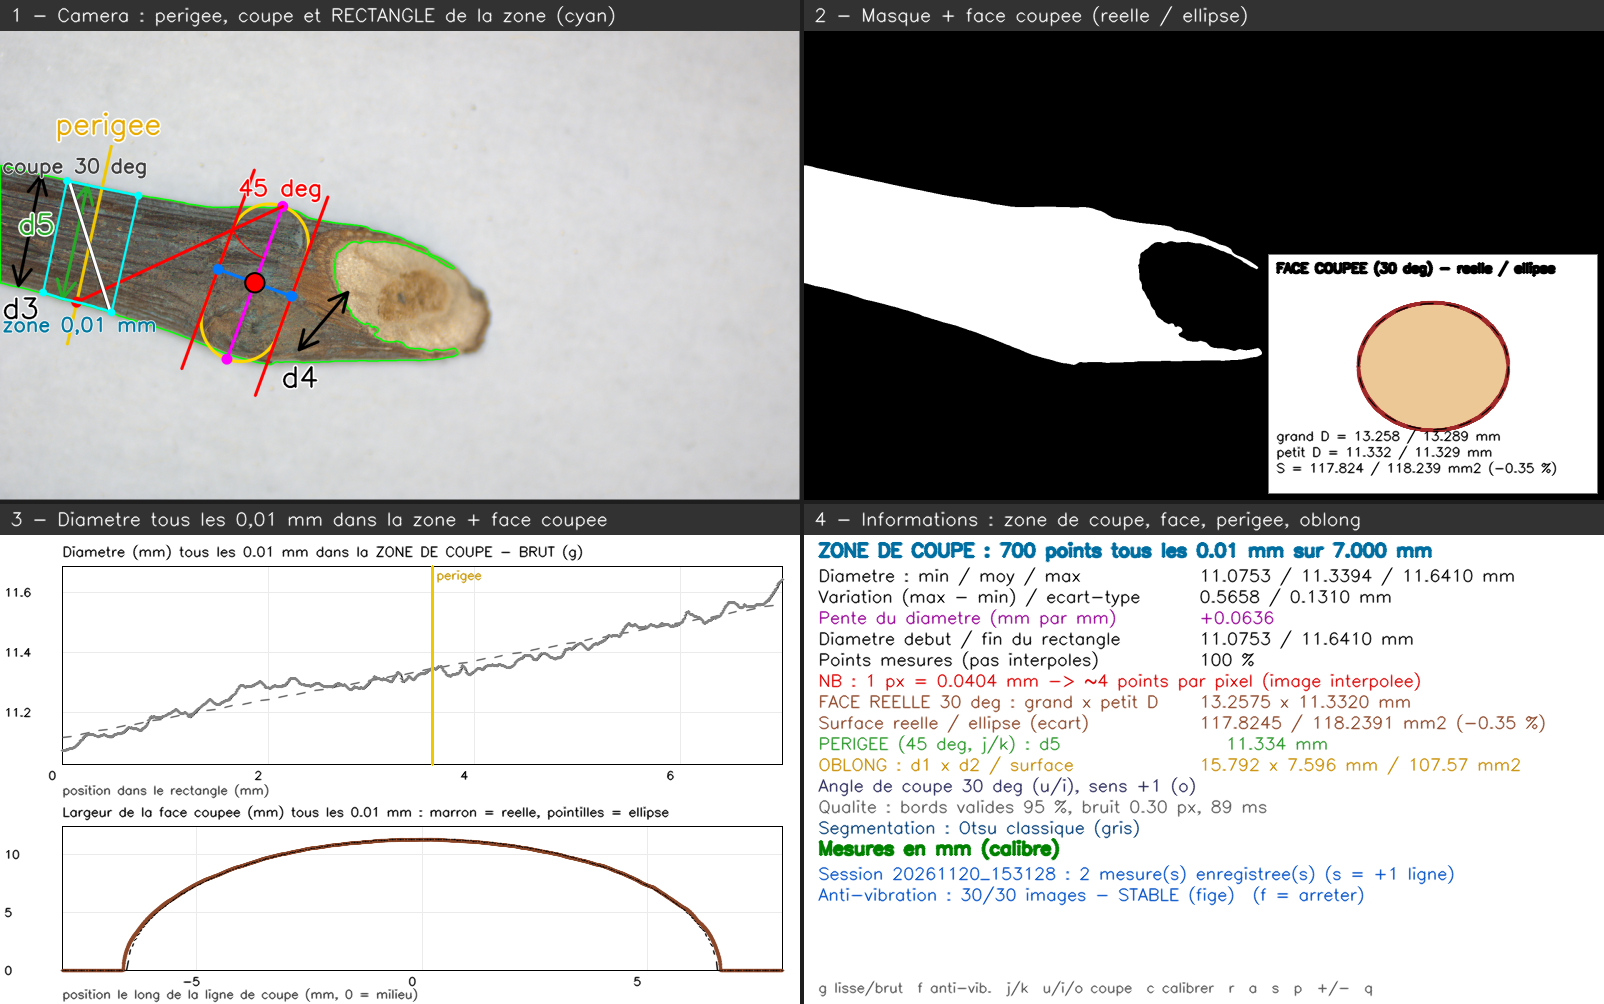 1 - Camera : perigee, coupe et RECTANGLE de la zone (cyan)
perigee
coupe 30 deg
45 deg
d5
d3
zone 0,01 mm
d4
2 - Masque + face coupee (reelle / ellipse)
FACE COUPEE (30 deg) - reelle / ellipse
grand D = 13.258 / 13.289 mm
petit D = 11.332 / 11.329 mm
S = 117.824 / 118.239 mm2 (-0.35 %)
3 - Diametre tous les 0,01 mm dans la zone + face coupee
Diametre (mm) tous les 0.01 mm dans la ZONE DE COUPE - BRUT (g)
perigee
11.6
11.4
11.2
0 2 4 6
position dans le rectangle (mm)
Largeur de la face coupee (mm) tous les 0.01 mm : marron = reelle, pointilles = ellipse
10
5
0
-5 0 5
position le long de la ligne de coupe (mm, 0 = milieu)
4 - Informations : zone de coupe, face, perigee, oblong
ZONE DE COUPE : 700 points tous les 0.01 mm sur 7.000 mm
Diametre : min / moy / max 11.0753 / 11.3394 / 11.6410 mm
Variation (max - min) / ecart-type 0.5658 / 0.1310 mm
Pente du diametre (mm par mm) +0.0636
Diametre debut / fin du rectangle 11.0753 / 11.6410 mm
Points mesures (pas interpoles) 100 %
NB : 1 px = 0.0404 mm -> ~4 points par pixel (image interpolee)
FACE REELLE 30 deg : grand x petit D 13.2575 x 11.3320 mm
Surface reelle / ellipse (ecart) 117.8245 / 118.2391 mm2 (-0.35 %)
PERIGEE (45 deg, j/k) : d5 11.334 mm
OBLONG : d1 x d2 / surface 15.792 x 7.596 mm / 107.57 mm2
Angle de coupe 30 deg (u/i), sens +1 (o)
Qualite : bords valides 95 %, bruit 0.30 px, 89 ms
Segmentation : Otsu classique (gris)
Mesures en mm (calibre)
Session 20261120_153128 : 2 mesure(s) enregistree(s) (s = +1 ligne)
Anti-vibration : 30/30 images - STABLE (fige) (f = arreter)
g lisse/brut f anti-vib. j/k u/i/o coupe c calibrer r a s p +/- q